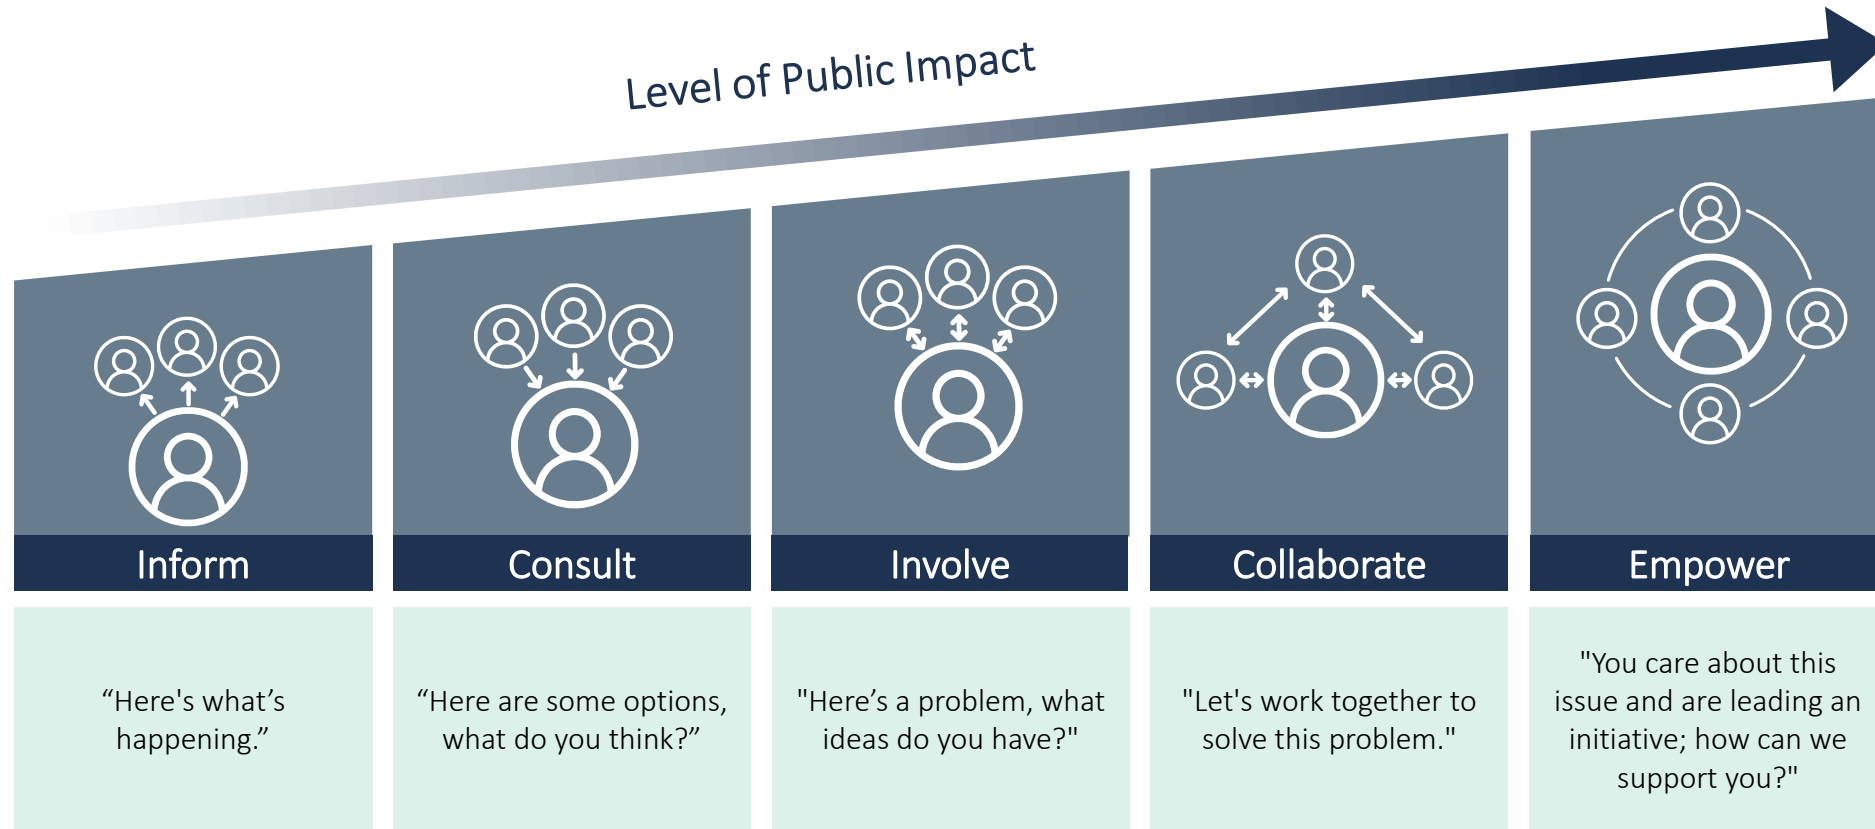 Level of Public Impact
Inform
Consult
Involve
Collaborate
Empower
“Here's what’s
happening.”
“Here are some options,
what do you think?”
"Here’s a problem, what
ideas do you have?"
"Let's work together to
solve this problem."
"You care about this
issue and are leading an
initiative; how can we
support you?"